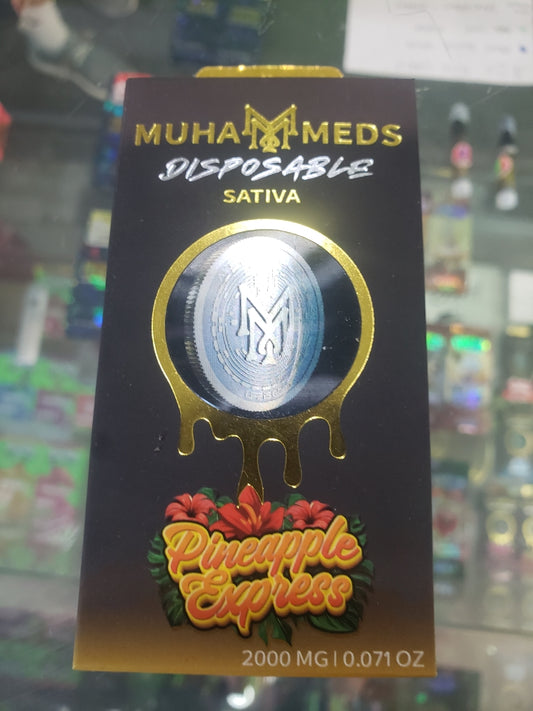 MUHA MEDS
DISPOSABLE
SATIVA
M
Pineapple
Express
2000 MG | 0.071 OZ